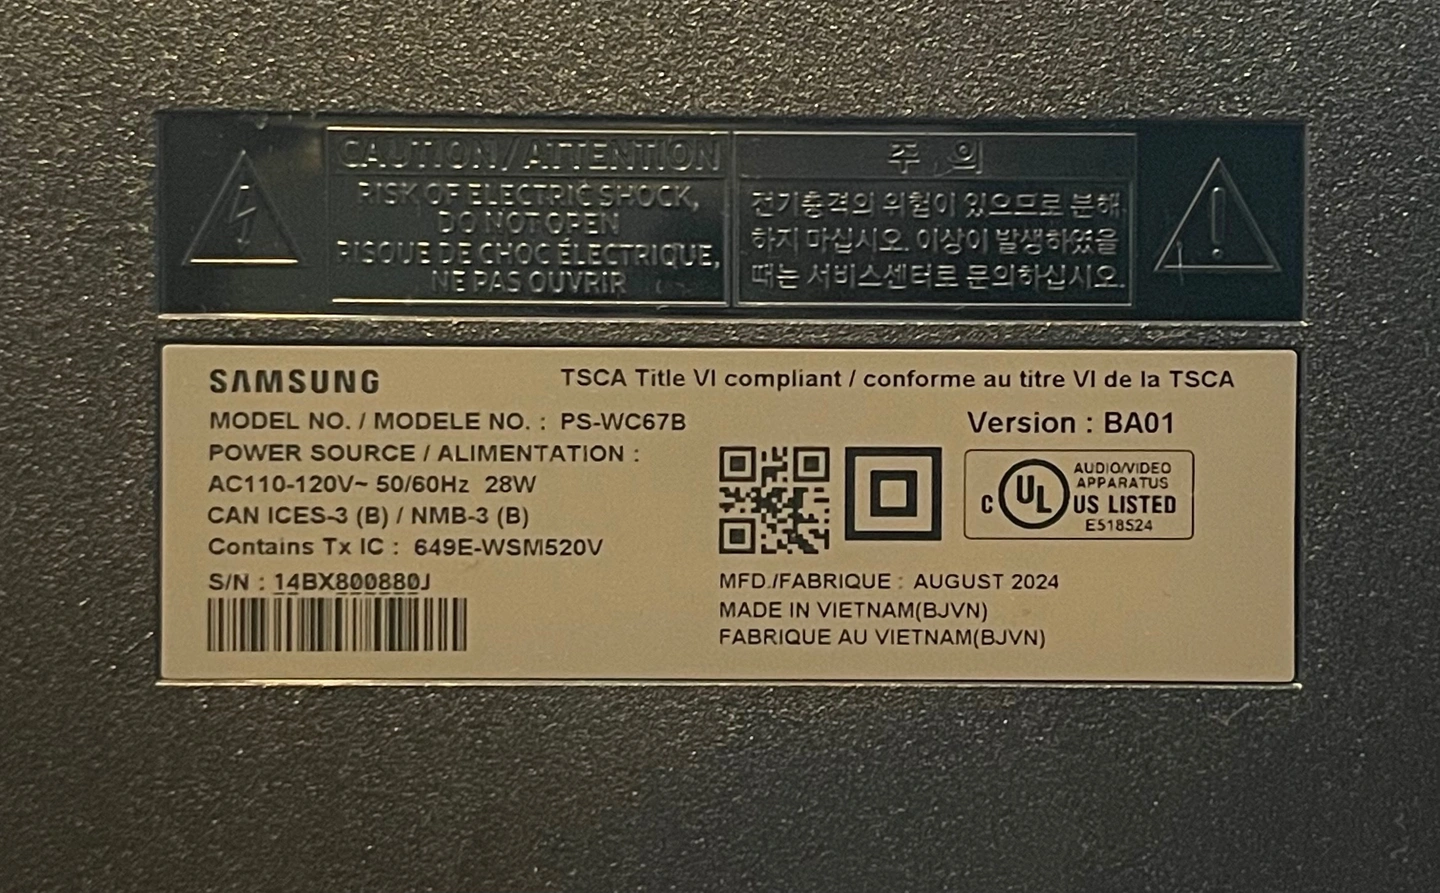 CAUTION / ATTENTION
RISK OF ELECTRIC SHOCK,
DO NOT OPEN
RISQUE DE CHOC ÉLECTRIQUE,
NE PAS OUVRIR
주 의
전기충격의 위험이 있으므로 분해
하지 마십시오. 이상이 발생하였을
때는 서비스센터로 문의하십시오.
SAMSUNG
TSCA Title VI compliant / conforme au titre VI de la TSCA
MODEL NO. / MODELE NO. : PS-WC67B
Version : BA01
POWER SOURCE / ALIMENTATION :
AC110-120V~ 50/60Hz 28W
CAN ICES-3 (B) / NMB-3 (B)
Contains Tx IC : 649E-WSM520V
S/N : 14BX800880J
C UL US LISTED
AUDIO/VIDEO
APPARATUS
E518524
MFD./FABRIQUE : AUGUST 2024
MADE IN VIETNAM(BJVN)
FABRIQUE AU VIETNAM(BJVN)